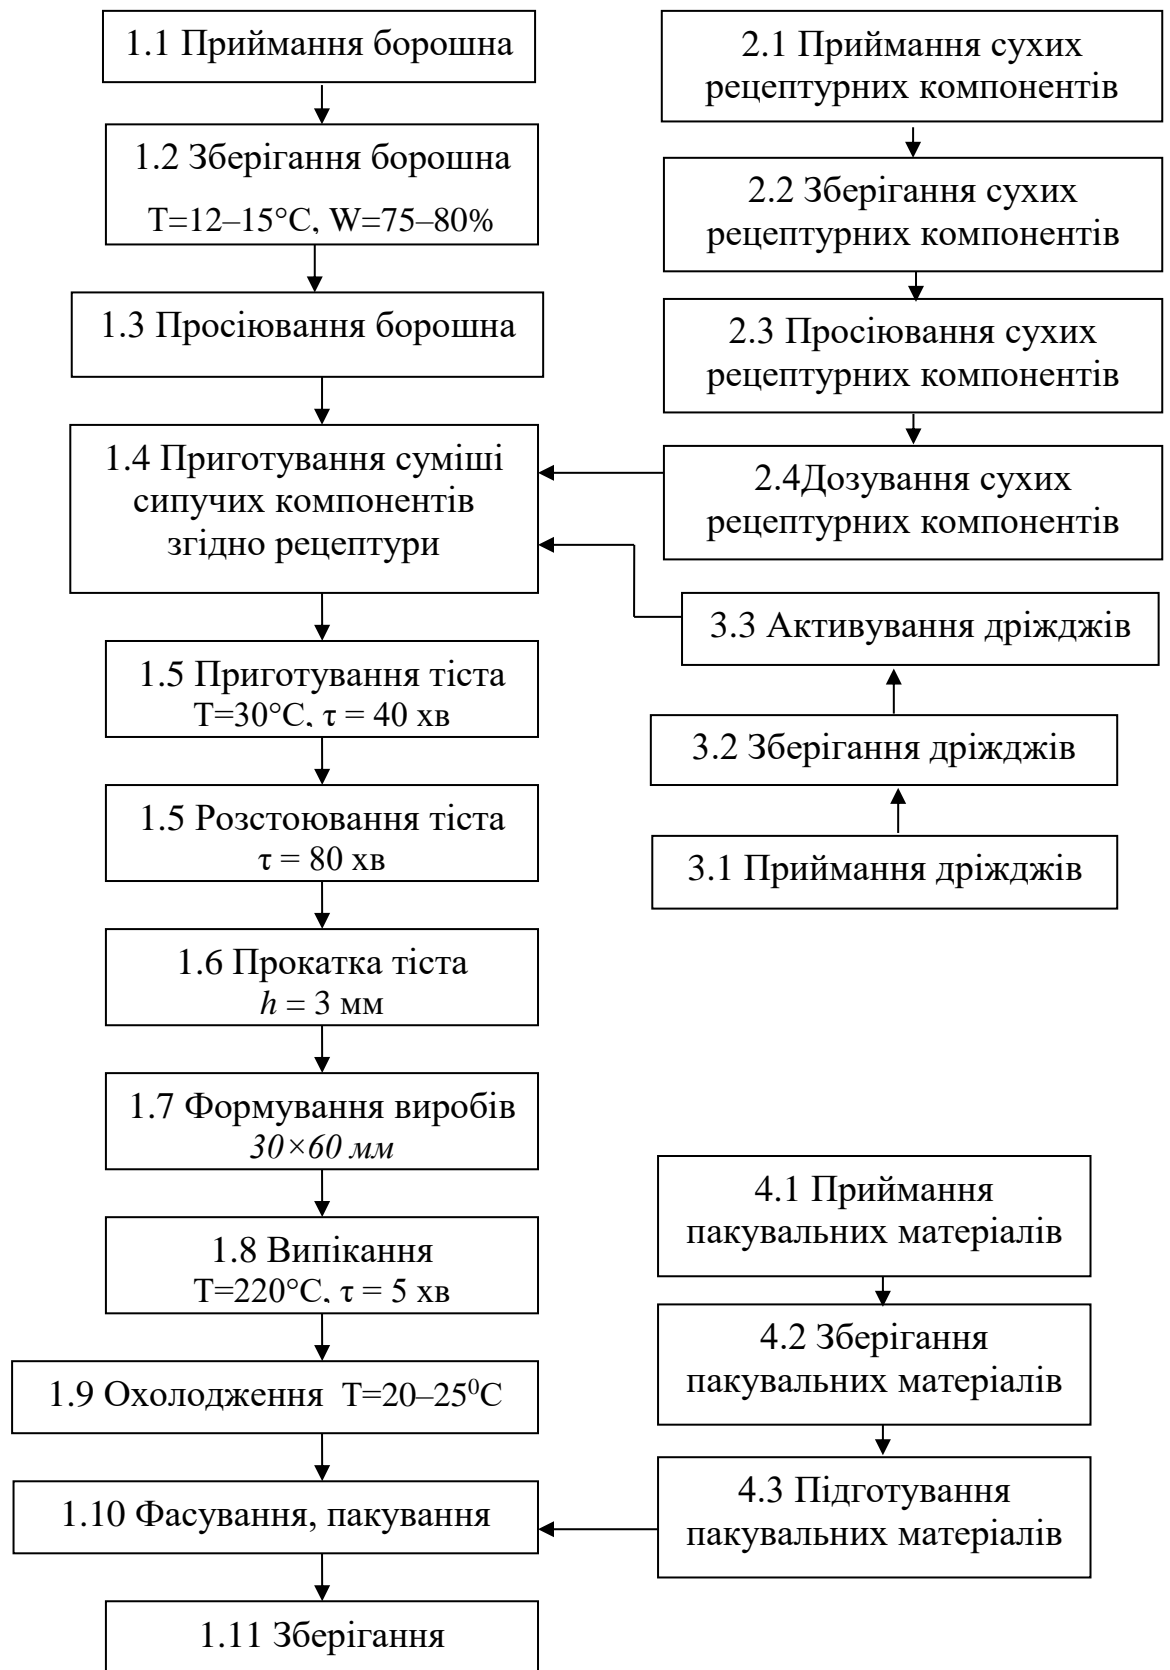 1.1 Приймання борошна
1.2 Зберігання борошна
T=12–15°C, W=75–80%
1.3 Просіювання борошна
1.4 Приготування суміші
сипучих компонентів
згідно рецептури
1.5 Приготування тіста
T=30°C, τ = 40 хв
1.5 Розстоювання тіста
τ = 80 хв
1.6 Прокатка тіста
h = 3 мм
1.7 Формування виробів
30×60 мм
1.8 Випікання
T=220°C, τ = 5 хв
1.9 Охолодження T=20–25⁰C
1.10 Фасування, пакування
1.11 Зберігання
2.1 Приймання сухих
рецептурних компонентів
2.2 Зберігання сухих
рецептурних компонентів
2.3 Просіювання сухих
рецептурних компонентів
2.4Дозування сухих
рецептурних компонентів
3.3 Активування дріжджів
3.2 Зберігання дріжджів
3.1 Приймання дріжджів
4.1 Приймання
пакувальних матеріалів
4.2 Зберігання
пакувальних матеріалів
4.3 Підготування
пакувальних матеріалів